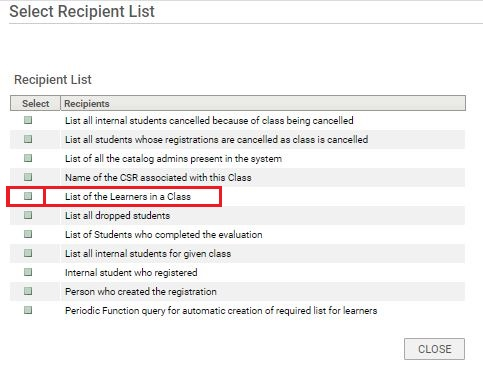 Select Recipient List
Recipient List
Select Recipients
List all internal students cancelled because of class being cancelled
List all students whose registrations are cancelled as class is cancelled
List of all the catalog admins present in the system
Name of the CSR associated with this Class
List of the Learners in a Class
List all dropped students
List of Students who completed the evaluation
List all internal students for given class
Internal student who registered
Person who created the registration
Periodic Function query for automatic creation of required list for learners
CLOSE